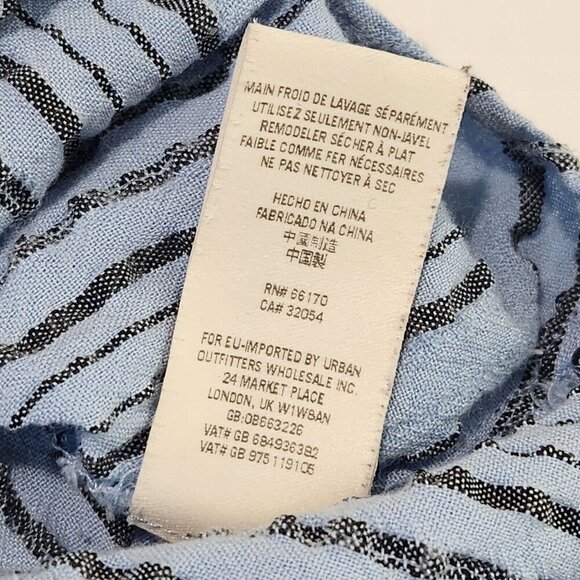 MAIN FROID DE LAVAGE SÉPARÉMENT
UTILISEZ SEULEMENT NON-JAVEL
REMODELER SÉCHER À PLAT
FAIBLE COMME FER NÉCESSAIRES
NE PAS NETTOYER À SEC
HECHO EN CHINA
FABRICADO NA CHINA
中國制造
中国製
RN# 66170
CA# 32054
FOR EU-IMPORTED BY URBAN
OUTFITTERS WHOLESALE INC.
24 MARKET PLACE
LONDON, UK W1W8AN
GB:0B663226
VAT# GB 684936382
VAT# GB 975119105